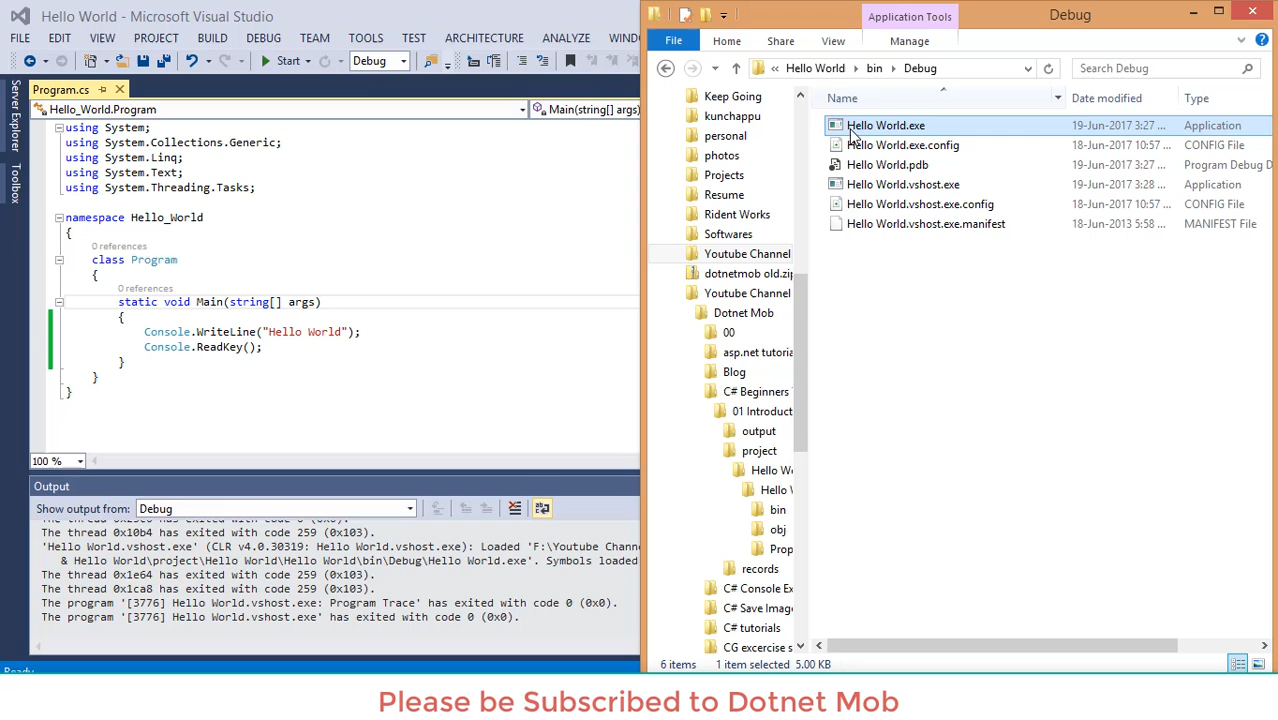 Hello World - Microsoft Visual Studio
FILE EDIT VIEW PROJECT BUILD DEBUG TEAM TOOLS TEST ARCHITECTURE ANALYZE WINDO
Start Debug
Server Explorer
Toolbox
Program.cs
Hello_World.Program Main(string[] args)
using System;
using System.Collections.Generic;
using System.Linq;
using System.Text;
using System.Threading.Tasks;
namespace Hello_World
{
0 references
class Program
{
0 references
static void Main(string[] args)
{
Console.WriteLine("Hello World");
Console.ReadKey();
}
}
}
100 %
Output
Show output from: Debug
The thread 0x10b4 has exited with code 259 (0x103).
'Hello World.vshost.exe' (CLR v4.0.30319: Hello World.vshost.exe): Loaded 'F:\Youtube Channe
& Hello World\project\Hello World\Hello World\bin\Debug\Hello World.exe'. Symbols loaded
The thread 0x1e64 has exited with code 259 (0x103).
The thread 0x1ca8 has exited with code 259 (0x103).
The program '[3776] Hello World.vshost.exe: Program Trace' has exited with code 0 (0x0).
The program '[3776] Hello World.vshost.exe' has exited with code 0 (0x0).
Ready
Application Tools Debug
File Home Share View Manage
« Hello World bin Debug Search Debug
Keep Going
kunchappu
personal
photos
Projects
Resume
Rident Works
Softwares
Youtube Channel
dotnetmob old.zip
Youtube Channel
Dotnet Mob
00
asp.net tutoria
Blog
C# Beginners
01 Introduct
output
project
Hello Wo
Hello W
bin
obj
Prop
records
C# Console Ex
C# Save Image
C# tutorials
CG excercise s
Name Date modified Type
Hello World.exe 19-Jun-2017 3:27 ... Application
Hello World.exe.config 18-Jun-2017 10:57 ... CONFIG File
Hello World.pdb 19-Jun-2017 3:27 ... Program Debug D
Hello World.vshost.exe 19-Jun-2017 3:28 ... Application
Hello World.vshost.exe.config 18-Jun-2017 10:57 ... CONFIG File
Hello World.vshost.exe.manifest 18-Jun-2013 5:58 ... MANIFEST File
6 items 1 item selected 5.00 KB
Please be Subscribed to Dotnet Mob